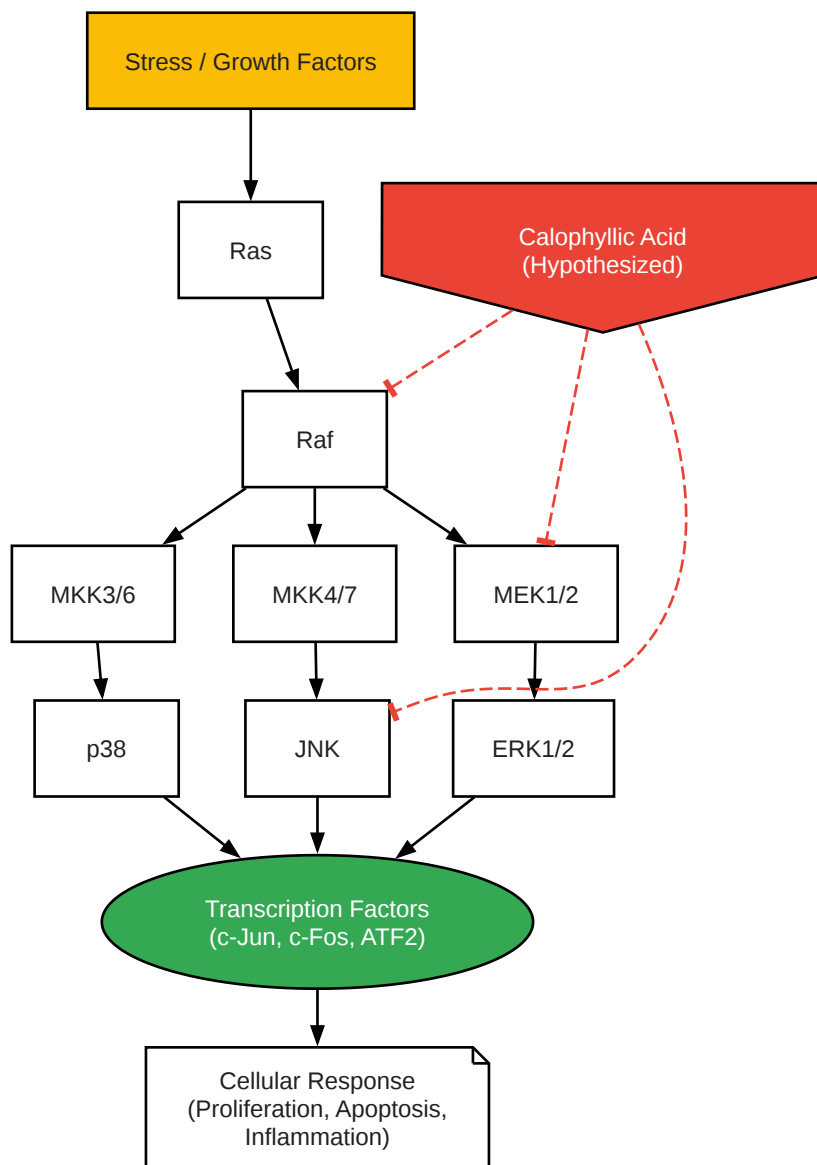 Stress / Growth Factors
Ras
Calophyllic Acid
(Hypothesized)
Raf
MKK3/6
MKK4/7
MEK1/2
p38
JNK
ERK1/2
Transcription Factors
(c-Jun, c-Fos, ATF2)
Cellular Response
(Proliferation, Apoptosis,
Inflammation)